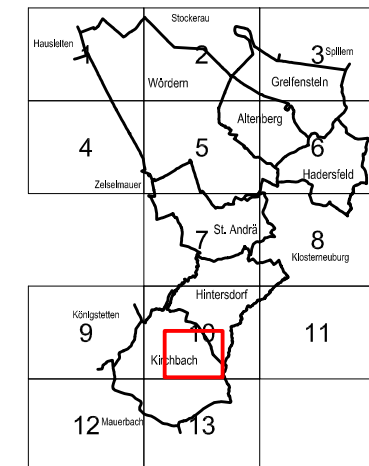 Stockerau
Hausleiten
1
2
3 Spillern
Wördern
Greifenstein
Altenberg
4
5
6
Hadersfeld
Zeiselmauer
7
St. Andrä
8
Klosterneuburg
Hintersdorf
Königstetten
9
10
11
Kirchbach
12 Mauerbach
13